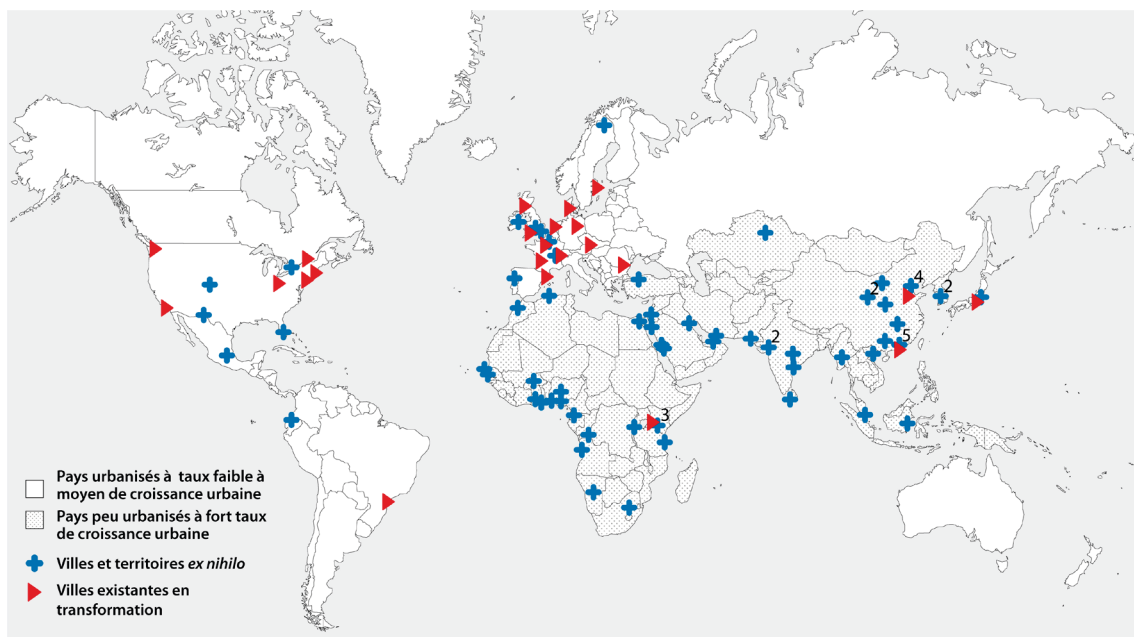 4
2
2
5
2
3
Pays urbanisés à taux faible à
moyen de croissance urbaine
Pays peu urbanisés à fort taux
de croissance urbaine
Villes et territoires ex nihilo
Villes existantes en
transformation